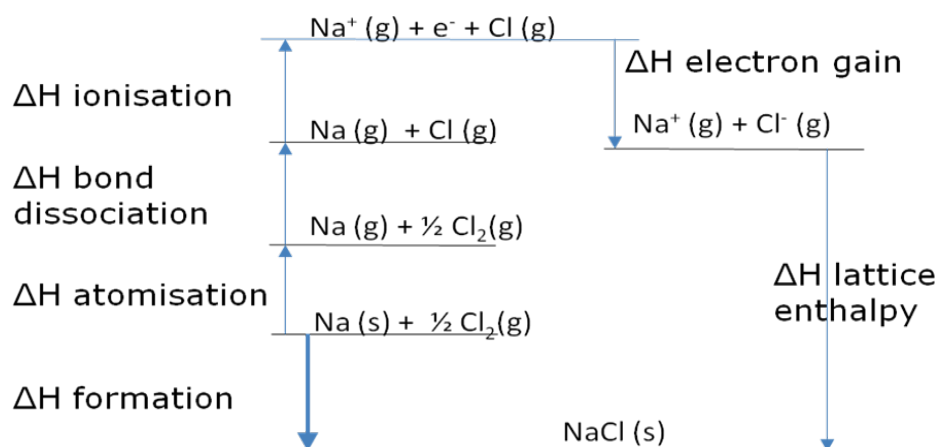 Na⁺ (g) + e⁻ + Cl (g)
ΔH electron gain
ΔH ionisation
Na⁺ (g) + Cl⁻ (g)
Na (g) + Cl (g)
ΔH bond
dissociation
Na (g) + ½ Cl₂(g)
ΔH lattice
enthalpy
ΔH atomisation
Na (s) + ½ Cl₂(g)
ΔH formation
NaCl (s)